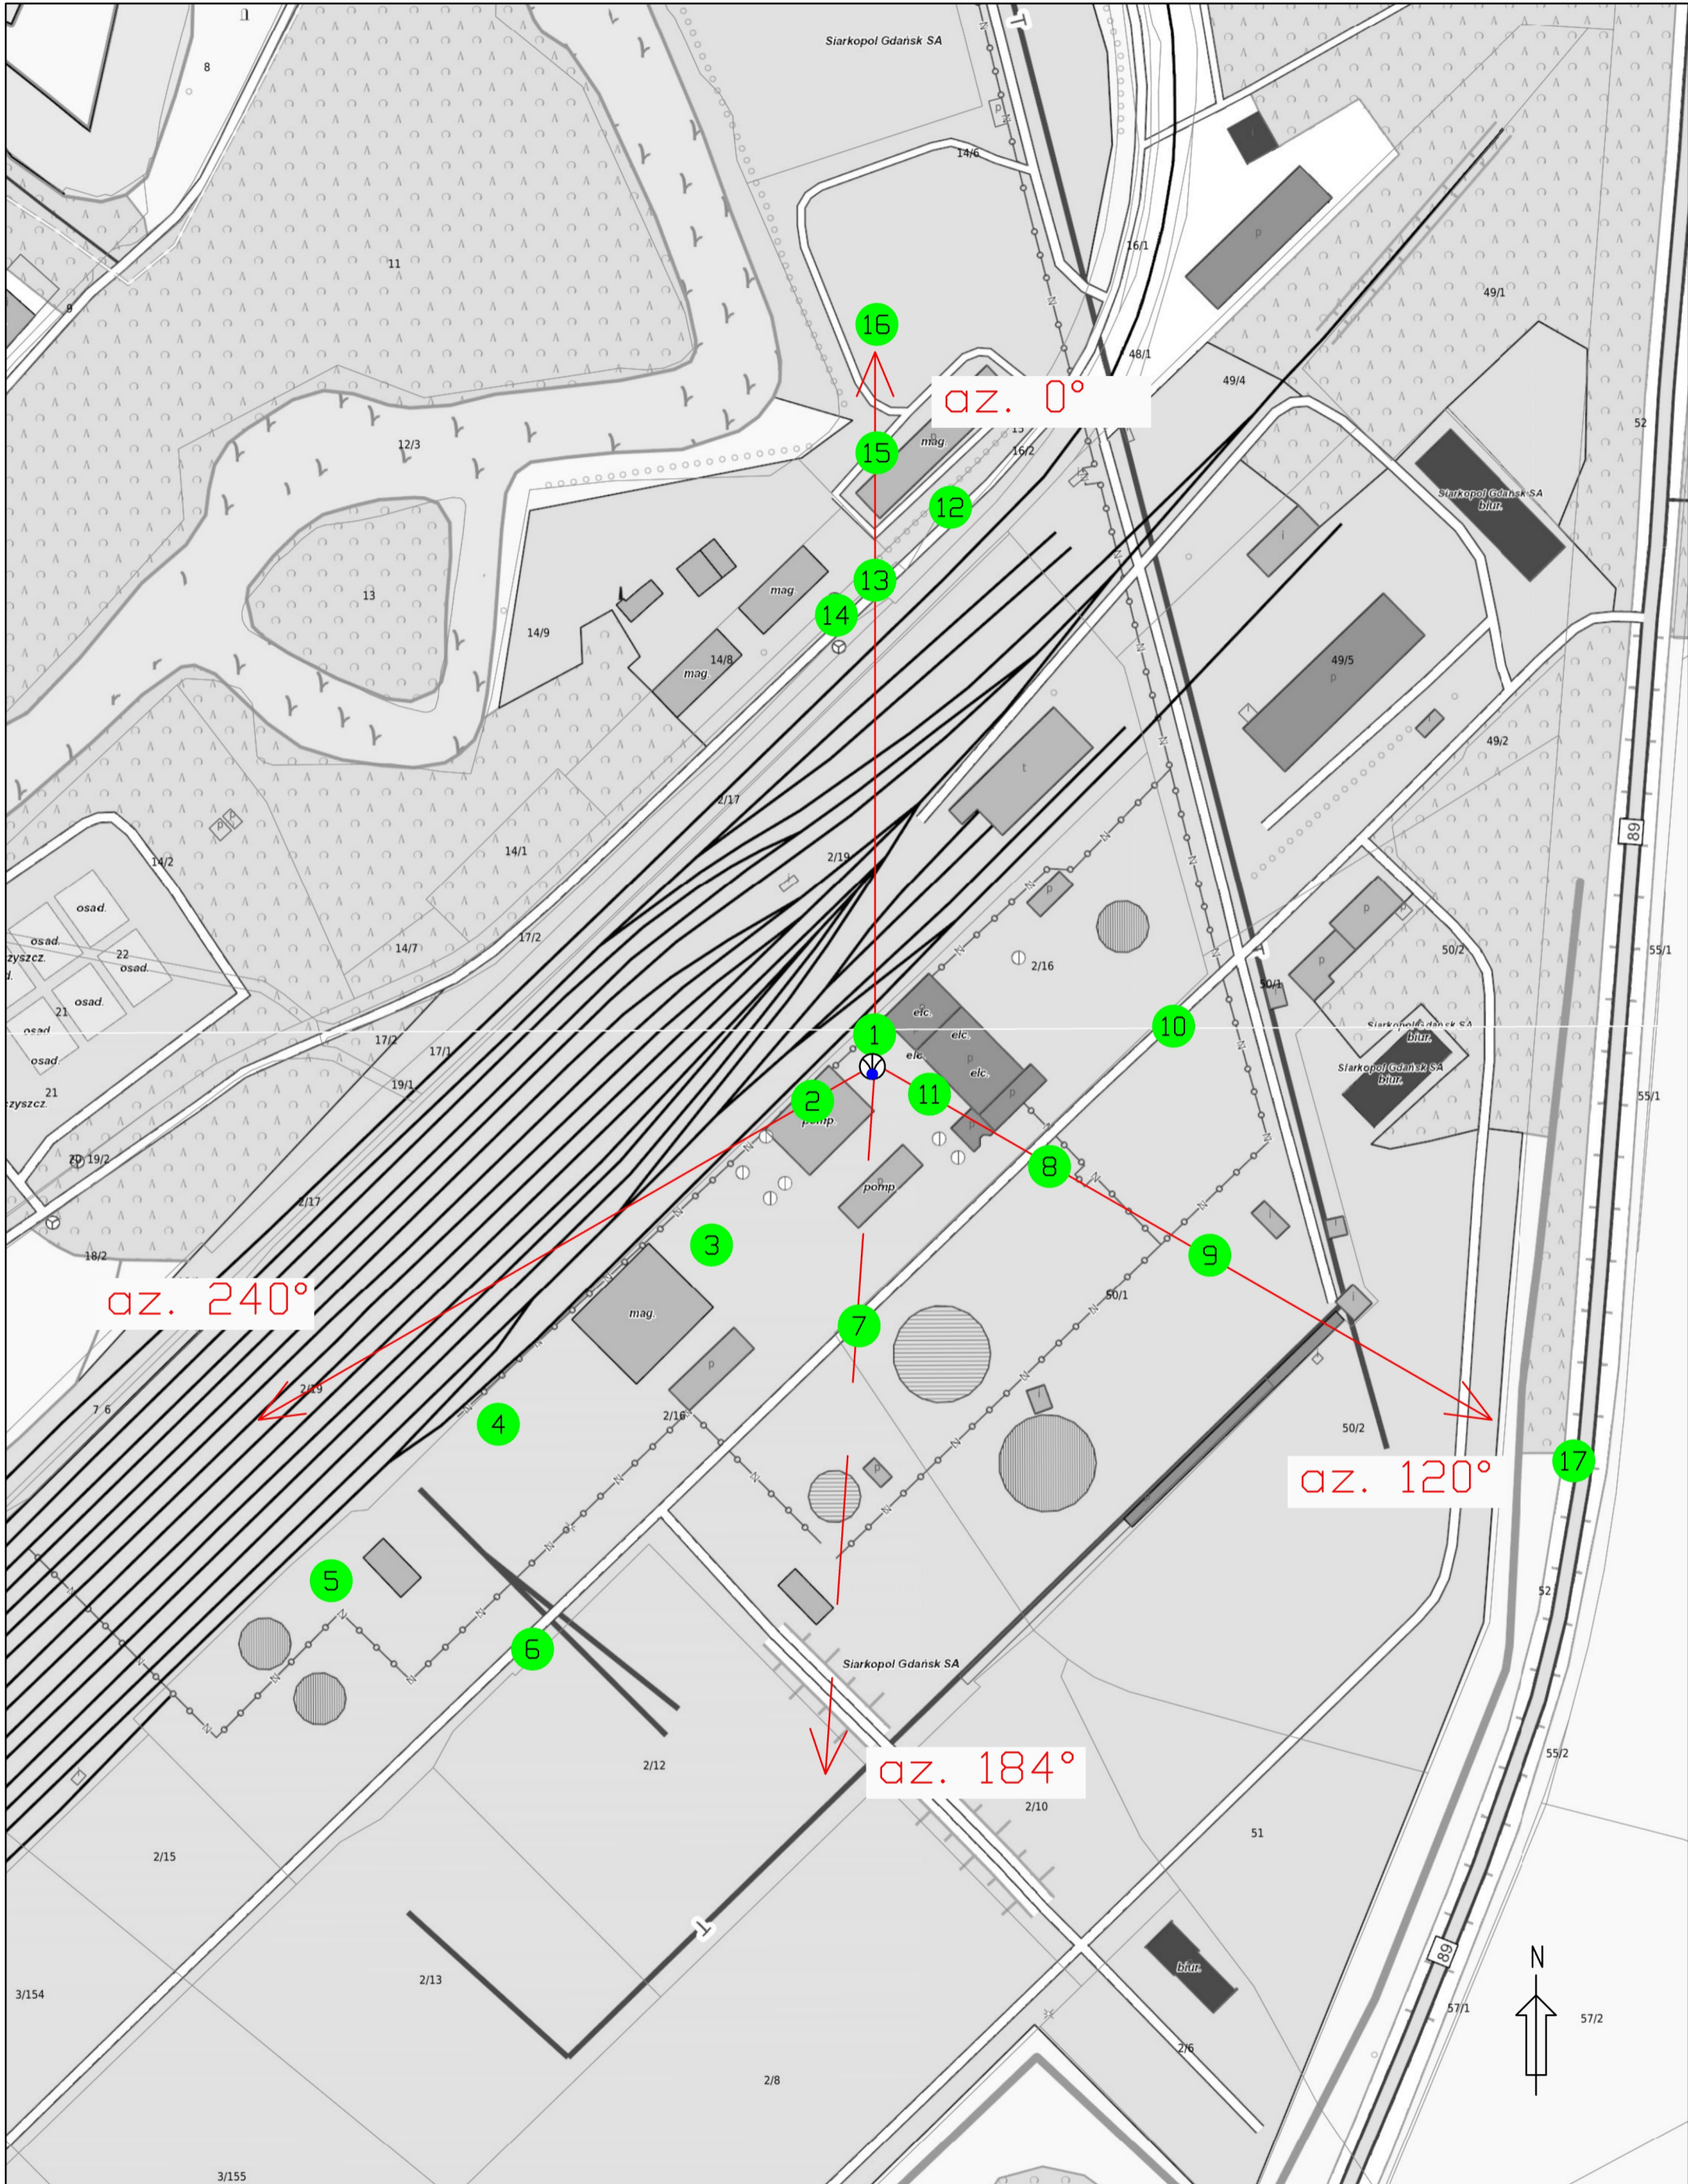 Siarkopol Gdańsk SA
8
14/6
11
16/1
p
49/1
9
16
48/1
49/4
az. 0°
15
15
mag.
16/2
12/3
52
12
Siarkopol Gdańsk SA
biur.
13
13
14
mag.
i
14/9
14/8
mag.
49/5
p
49/2
t
2/17
89
14/2
14/1
2/19
osad.
p
osad.
22
osad.
14/7
17/2
2/16
p
p
50/2
55/1
osad.
21
osad.
osad.
17/2
17/1
50/1
elc.
elc.
elc.
p
elc.
1
10
Siarkopol Gdańsk SA
biur.
Siarkopol Gdańsk SA
biur.
21
19/1
2
pomp.
11
p
p
55/1
20
19/2
8
pomp.
2/17
3
9
18/2
50/1
az. 240°
mag.
7
p
2/19
7
6
4
2/16
p
50/2
17
az. 120°
5
52
6
Siarkopol Gdańsk SA
2/12
az. 184°
55/2
2/10
51
2/15
T
89
biur.
N
2/13
3/154
57/1
57/2
2/6
2/8
3/155